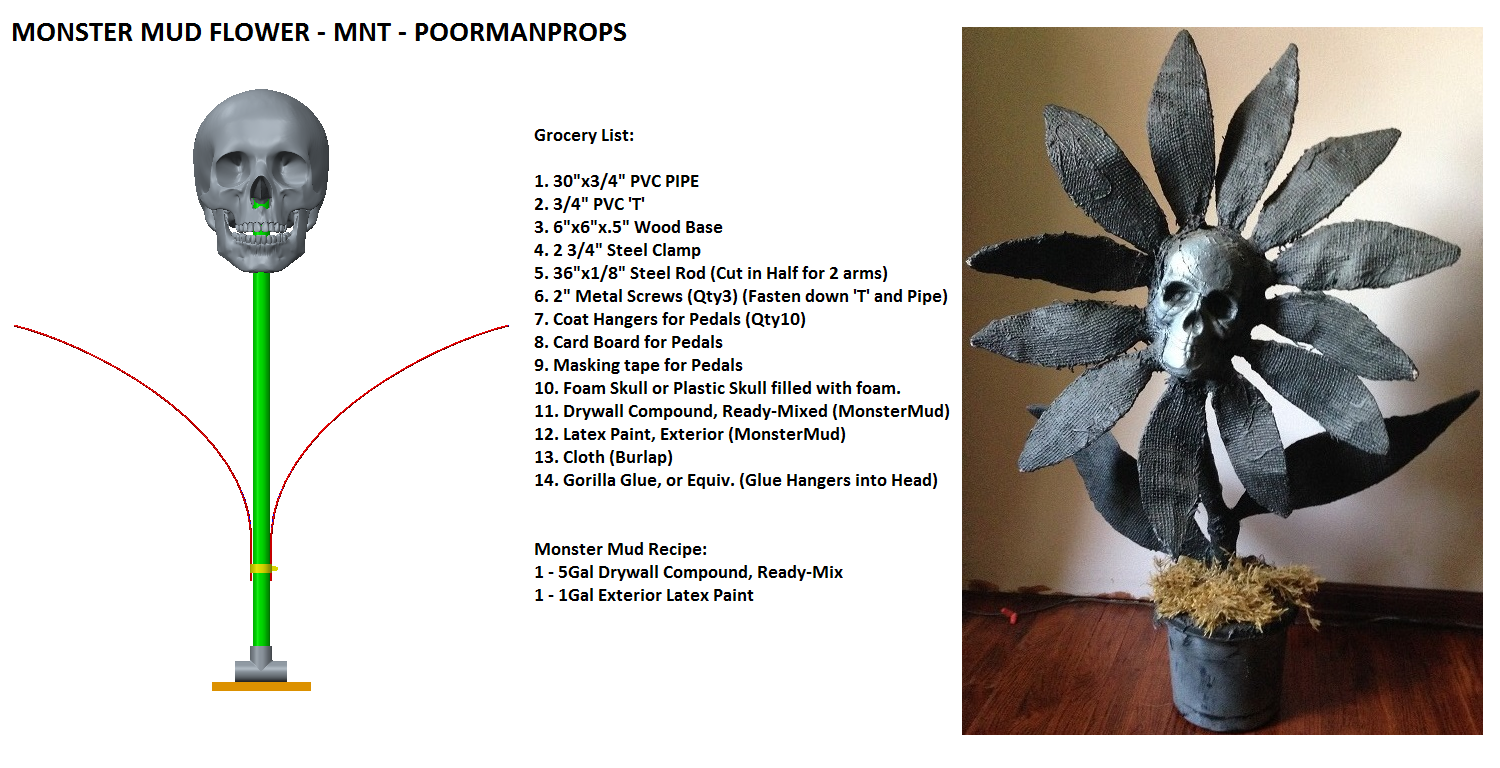 MONSTER MUD FLOWER - MNT - POORMANPROPS
Grocery List:
1. 30"x3/4" PVC PIPE
2. 3/4" PVC 'T'
3. 6"x6"x.5" Wood Base
4. 2 3/4" Steel Clamp
5. 36"x1/8" Steel Rod (Cut in Half for 2 arms)
6. 2" Metal Screws (Qty3) (Fasten down 'T' and Pipe)
7. Coat Hangers for Pedals (Qty10)
8. Card Board for Pedals
9. Masking tape for Pedals
10. Foam Skull or Plastic Skull filled with foam.
11. Drywall Compound, Ready-Mixed (MonsterMud)
12. Latex Paint, Exterior (MonsterMud)
13. Cloth (Burlap)
14. Gorilla Glue, or Equiv. (Glue Hangers into Head)
Monster Mud Recipe:
1 - 5Gal Drywall Compound, Ready-Mix
1 - 1Gal Exterior Latex Paint